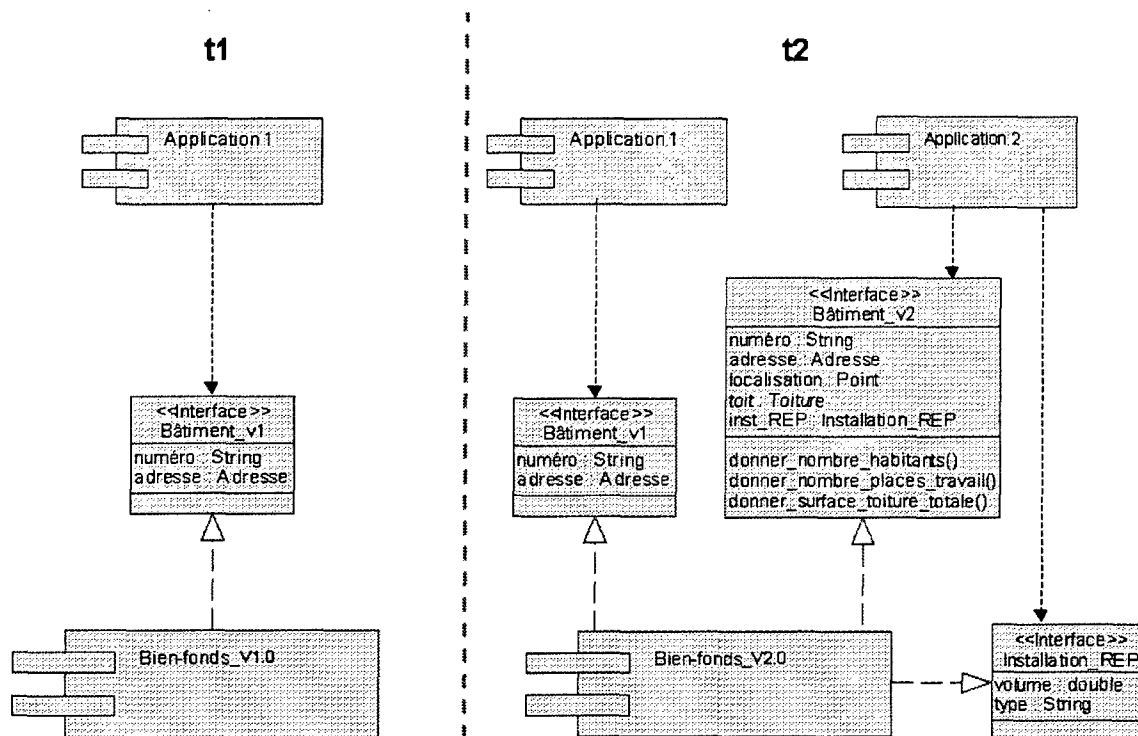 t1
t2
Application 1
Application 1
Application 2
<<Interface>>
Bâtiment_v2
numéro : String
adresse : Adresse
localisation : Point
toit : Toiture
inst_REP : Installation_REP
donner_nombre_habitants()
donner_nombre_places_travail()
donner_surface_toiture_totale()
<<Interface>>
Bâtiment_v1
numéro : String
adresse : Adresse
<<Interface>>
Bâtiment_v1
numéro : String
adresse : Adresse
Bien-fonds_V1.0
Bien-fonds_V2.0
<<Interface>>
Installation_REP
volume : double
type : String